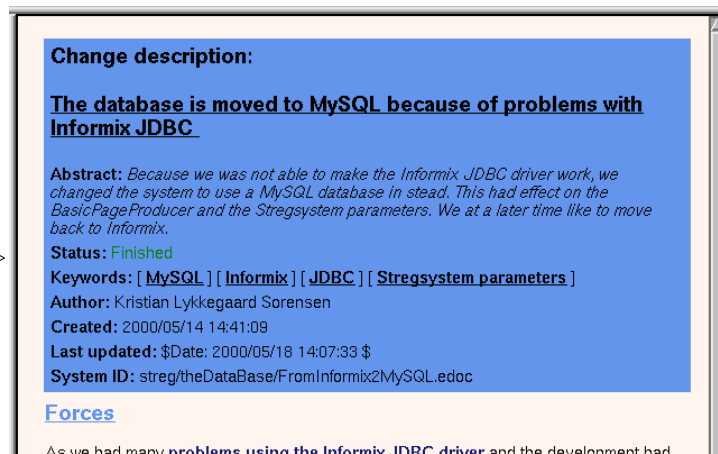 Change description:
The database is moved to MySQL because of problems with
Informix JDBC
Abstract: Because we was not able to make the Informix JDBC driver work, we
changed the system to use a MySQL database in stead. This had effect on the
BasicPageProducer and the Stregsystem parameters. We at a later time like to move
back to Informix.
Status: Finished
Keywords: [ MySQL ] [ Informix ] [ JDBC ] [ Stregsystem parameters ]
Author: Kristian Lykkegaard Sorensen
Created: 2000/05/14 14:41:09
Last updated: $Date: 2000/05/18 14:07:33 $
System ID: streg/theDataBase/FromInformix2MySQL.edoc
Forces
As we had many problems using the Informix JDBC driver and the development had